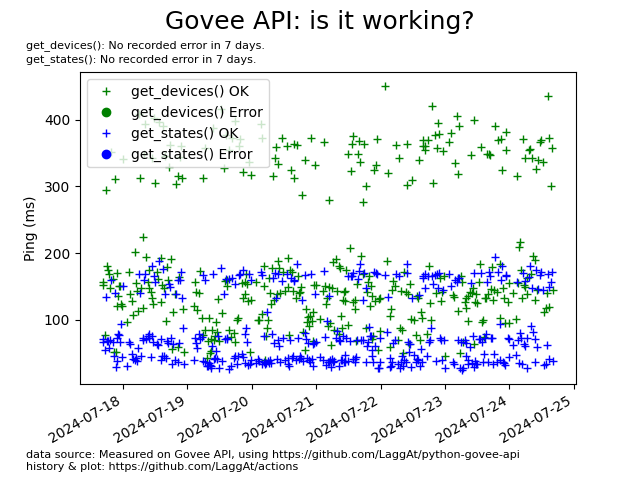 Govee API: is it working?
get_devices(): No recorded error in 7 days.
get_states(): No recorded error in 7 days.
get_devices() OK
get_devices() Error
get_states() OK
get_states() Error
400
300
200
100
Ping (ms)
2024-07-18
2024-07-19
2024-07-20
2024-07-21
2024-07-22
2024-07-23
2024-07-24
2024-07-25
data source: Measured on Govee API, using https://github.com/LaggAt/python-govee-api
history & plot: https://github.com/LaggAt/actions